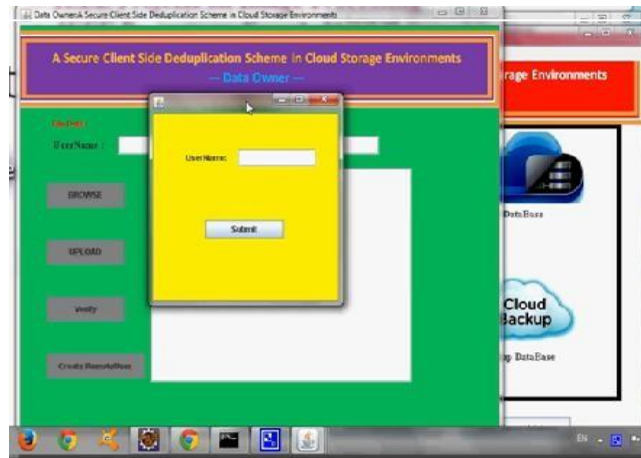 Data Owner:A Secure Client Side Deduplication Scheme in Cloud Storage Environments
A Secure Client Side Deduplication Scheme in Cloud Storage Environments
--- Data Owner ---
rage Environments
UserName :
UserName:
Submit
BROWSE
UPLOAD
Verify
DataBase
Cloud
Backup
DataBase
EN